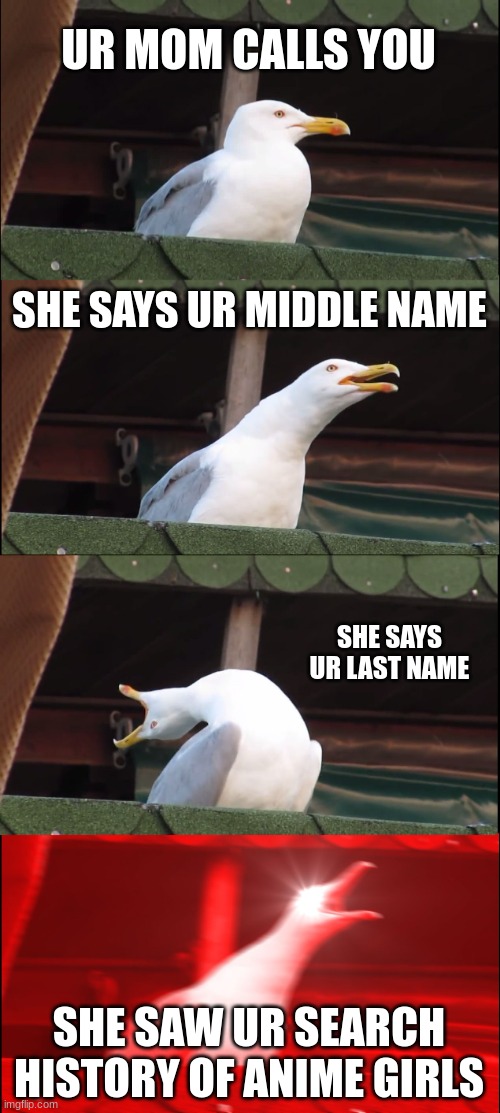 UR MOM CALLS YOU
SHE SAYS UR MIDDLE NAME
SHE SAYS
UR LAST NAME
SHE SAW UR SEARCH
HISTORY OF ANIME GIRLS
imgflip.com